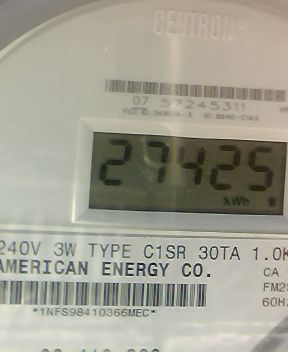 CENTRON®
07 57245311
27425
kWh
240V 3W TYPE C1SR 30TA 1.0K
AMERICAN ENERGY CO.
CA
FM2S
60HZ
*1NFS98410366MEC*